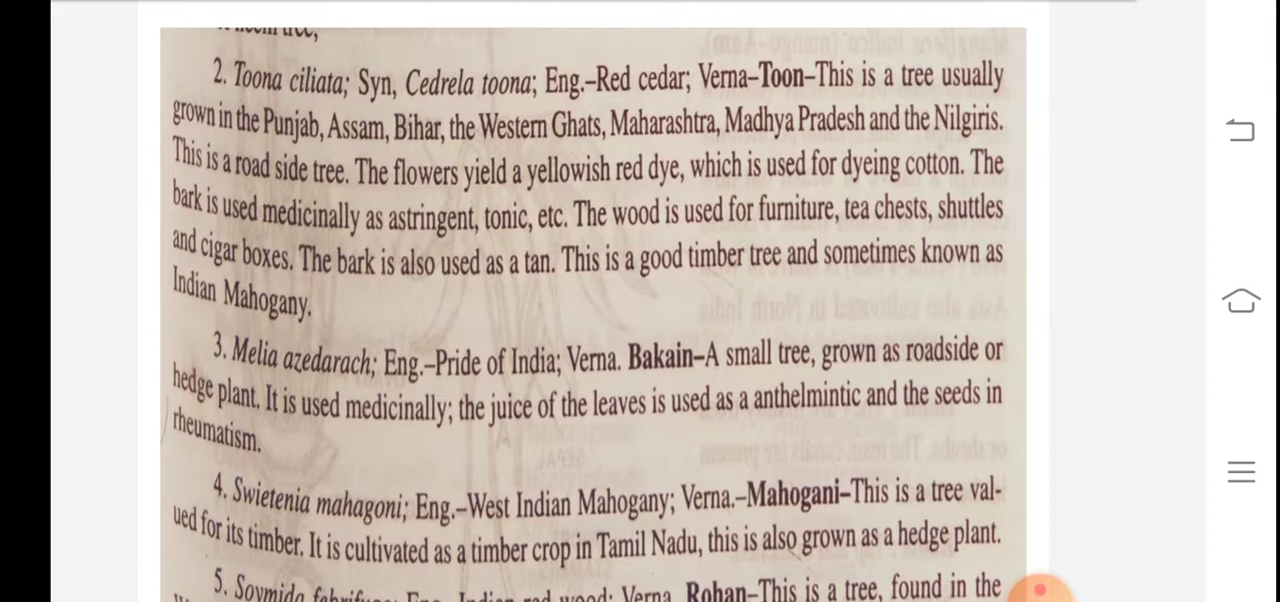 2. Toona ciliata; Syn, Cedrela toona; Eng.–Red cedar; Verna–Toon–This is a tree usually
grown in the Punjab, Assam, Bihar, the Western Ghats, Maharashtra, Madhya Pradesh and the Nilgiris.
This is a road side tree. The flowers yield a yellowish red dye, which is used for dyeing cotton. The
bark is used medicinally as astringent, tonic, etc. The wood is used for furniture, tea chests, shuttles
and cigar boxes. The bark is also used as a tan. This is a good timber tree and sometimes known as
Indian Mahogany.
3. Melia azedarach; Eng.–Pride of India; Verna. Bakain–A small tree, grown as roadside or
hedge plant. It is used medicinally; the juice of the leaves is used as a anthelmintic and the seeds in
rheumatism.
4. Swietenia mahagoni; Eng.–West Indian Mahogany; Verna.–Mahogani–This is a tree val-
ued for its timber. It is cultivated as a timber crop in Tamil Nadu, this is also grown as a hedge plant.
5. Soymida Indian red wood; Verna Rohan–This is a tree, found in the